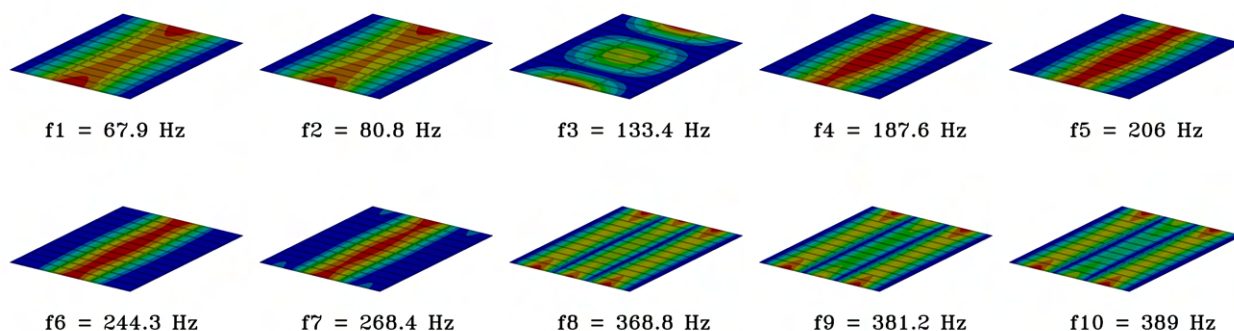 f1 = 67.9 Hz
f2 = 80.8 Hz
f3 = 133.4 Hz
f4 = 187.6 Hz
f5 = 206 Hz
f6 = 244.3 Hz
f7 = 268.4 Hz
f8 = 368.8 Hz
f9 = 381.2 Hz
f10 = 389 Hz